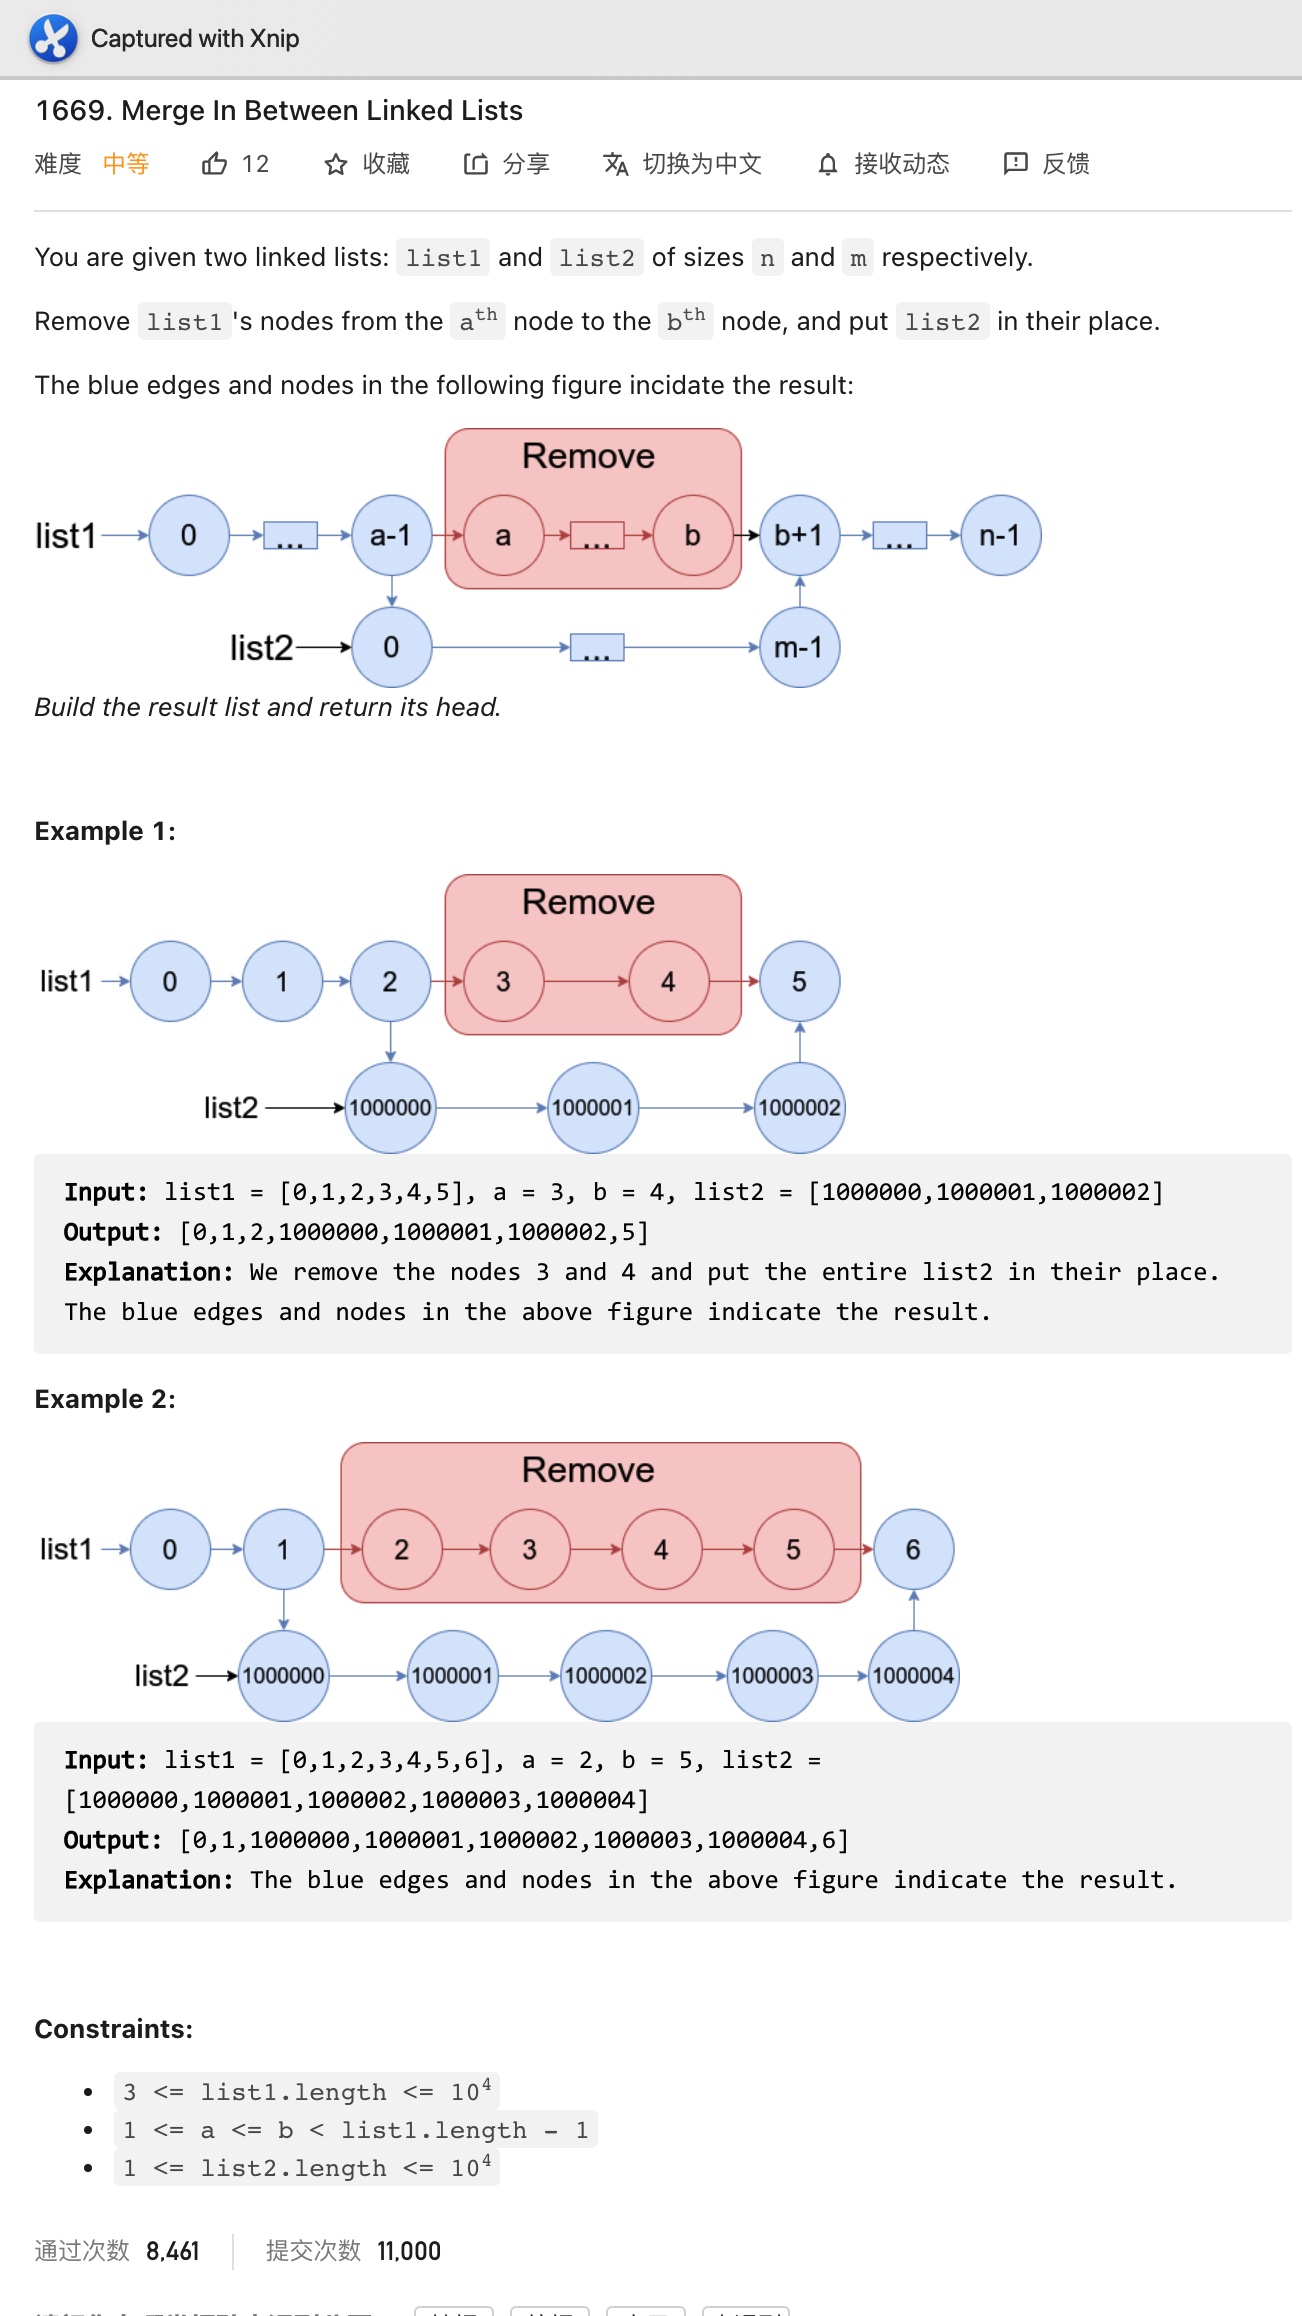 Captured with Xnip
1669. Merge In Between Linked Lists
难度 中等 12 收藏 分享 切换为中文 接收动态 反馈
You are given two linked lists: list1 and list2 of sizes n and m respectively.
Remove list1's nodes from the ath node to the bth node, and put list2 in their place.
The blue edges and nodes in the following figure incidate the result:
Remove
list1 0 ... a-1 a ... b b+1 ... n-1
list2 0 ... m-1
Build the result list and return its head.
Example 1:
Remove
list1 0 1 2 3 4 5
list2 1000000 1000001 1000002
Input: list1 = [0,1,2,3,4,5], a = 3, b = 4, list2 = [1000000,1000001,1000002]
Output: [0,1,2,1000000,1000001,1000002,5]
Explanation: We remove the nodes 3 and 4 and put the entire list2 in their place.
The blue edges and nodes in the above figure indicate the result.
Example 2:
Remove
list1 0 1 2 3 4 5 6
list2 1000000 1000001 1000002 1000003 1000004
Input: list1 = [0,1,2,3,4,5,6], a = 2, b = 5, list2 =
[1000000,1000001,1000002,1000003,1000004]
Output: [0,1,1000000,1000001,1000002,1000003,1000004,6]
Explanation: The blue edges and nodes in the above figure indicate the result.
Constraints:
• 3 <= list1.length <= 10⁴
• 1 <= a <= b < list1.length - 1
• 1 <= list2.length <= 10⁴
通过次数 8,461 提交次数 11,000